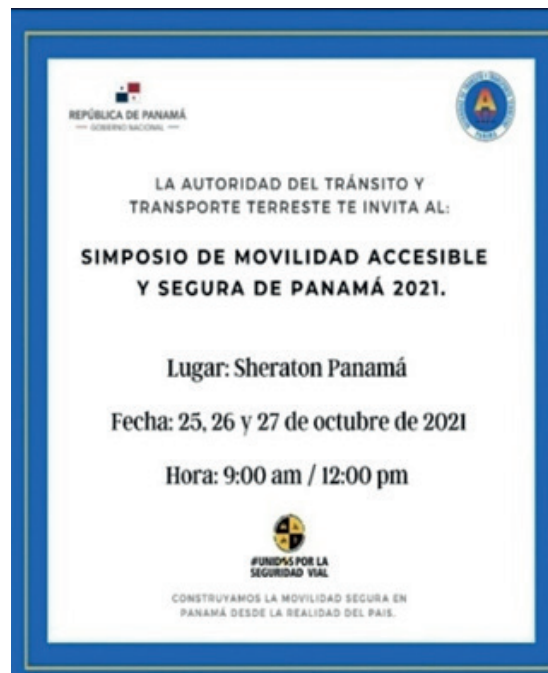 REPÚBLICA DE PANAMÁ
— GOBIERNO NACIONAL —
LA AUTORIDAD DEL TRÁNSITO Y
TRANSPORTE TERRESTE TE INVITA AL:
SIMPOSIO DE MOVILIDAD ACCESIBLE
Y SEGURA DE PANAMÁ 2021.
Lugar: Sheraton Panamá
Fecha: 25, 26 y 27 de octubre de 2021
Hora: 9:00 am / 12:00 pm
#UNIDOS POR LA
SEGURIDAD VIAL
CONSTRUYAMOS LA MOVILIDAD SEGURA EN
PANAMÁ DESDE LA REALIDAD DEL PAIS.